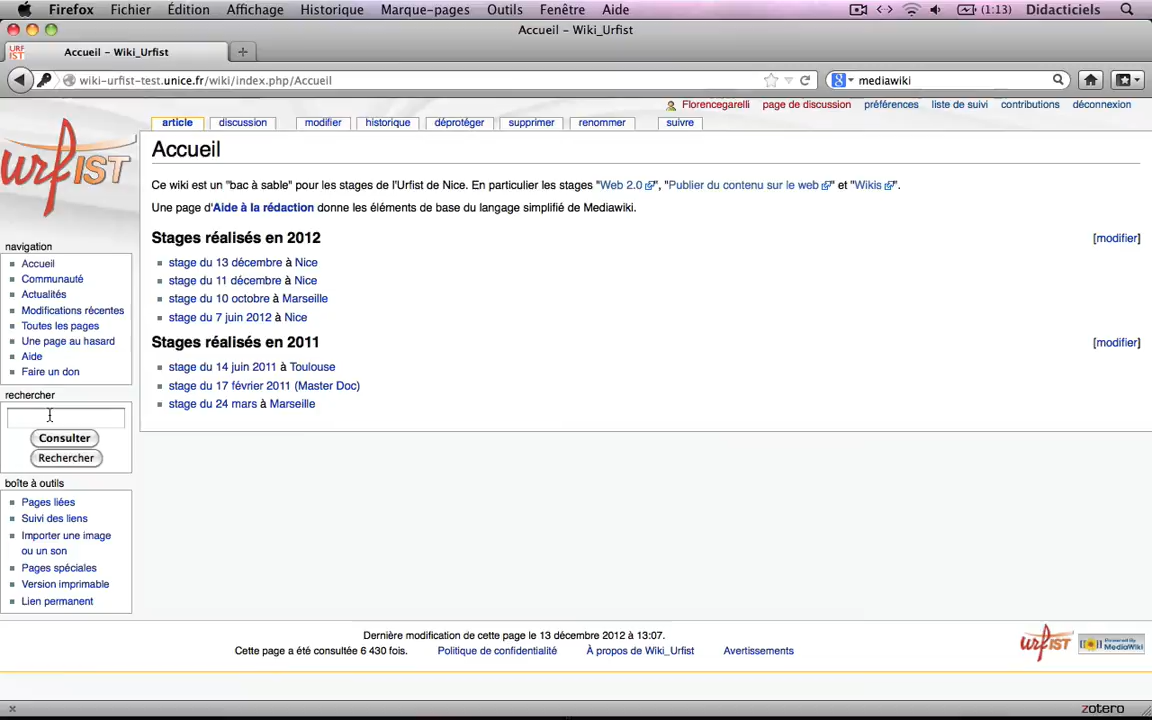 Firefox Fichier Édition Affichage Historique Marque-pages Outils Fenêtre Aide (1:13) Didacticiels
Accueil – Wiki_Urfist
URF IST Accueil – Wiki_Urfist +
wiki-urfist-test.unice.fr/wiki/index.php/Accueil mediawiki
Florencegarelli page de discussion préférences liste de suivi contributions déconnexion
article discussion modifier historique déprotéger supprimer renommer suivre
urfIST
Accueil
Ce wiki est un "bac à sable" pour les stages de l'Urfist de Nice. En particulier les stages "Web 2.0", "Publier du contenu sur le web" et "Wikis".
Une page d'Aide à la rédaction donne les éléments de base du langage simplifié de Mediawiki.
Stages réalisés en 2012 [modifier]
stage du 13 décembre à Nice
stage du 11 décembre à Nice
stage du 10 octobre à Marseille
stage du 7 juin 2012 à Nice
Stages réalisés en 2011 [modifier]
stage du 14 juin 2011 à Toulouse
stage du 17 février 2011 (Master Doc)
stage du 24 mars à Marseille
navigation
Accueil
Communauté
Actualités
Modifications récentes
Toutes les pages
Une page au hasard
Aide
Faire un don
rechercher
Consulter
Rechercher
boîte à outils
Pages liées
Suivi des liens
Importer une image
ou un son
Pages spéciales
Version imprimable
Lien permanent
Dernière modification de cette page le 13 décembre 2012 à 13:07.
Cette page a été consultée 6 430 fois. Politique de confidentialité À propos de Wiki_Urfist Avertissements
urfIST Powered By MediaWiki
zotero